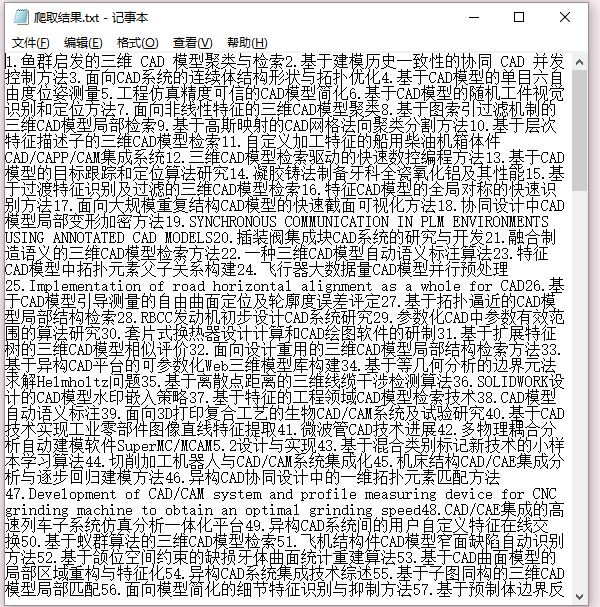 爬取结果.txt - 记事本
文件(F) 编辑(E) 格式(O) 查看(V) 帮助(H)
1.鱼群启发的三维 CAD 模型聚类与检索2.基于建模历史一致性的协同 CAD 并发
控制方法3.面向CAD系统的连续体结构形状与拓扑优化4.基于CAD模型的单目六自
由度位姿测量5.工程仿真精度可信的CAD模型简化6.基于CAD模型的随机工件视觉
识别和定位方法7.面向非线性特征的三维CAD模型聚类8.基于图索引过滤机制的
三维CAD模型局部检索9.基于高斯映射的CAD网格法向聚类分割方法10.基于层次
特征描述子的三维CAD模型检索11.自定义加工特征的船用柴油机箱体件
CAD/CAPP/CAM集成系统12.三维CAD模型检索驱动的快速数控编程方法13.基于CAD
模型的目标跟踪和定位算法研究14.凝胶铸法制备牙科全瓷氧化铝及其性能15.基
于过渡特征识别及过滤的三维CAD模型检索16.特征CAD模型的全局对称的快速识
别方法17.面向大规模重复结构CAD模型的快速截面可视化方法18.协同设计中CAD
模型局部变形加密方法19.SYNCHRONOUS COMMUNICATION IN PLM ENVIRONMENTS
USING ANNOTATED CAD MODELS20.插装阀集成块CAD系统的研究与开发21.融合制
造语义的三维CAD模型检索方法22.一种三维CAD模型自动语义标注算法23.特征
CAD模型中拓扑元素父子关系构建24.飞行器大数据量CAD模型并行预处理
25.Implementation of road horizontal alignment as a whole for CAD26.基
于CAD模型引导测量的自由曲面定位及轮廓度误差评定27.基于拓扑逼近的CAD模
型局部结构检索28.RBCC发动机初步设计CAD系统研究29.参数化CAD中参数有效范
围的算法研究30.套片式换热器设计计算和CAD绘图软件的研制31.基于扩展特征
树的三维CAD模型相似评价32.面向设计重用的三维CAD模型局部结构检索方法33.
基于异构CAD平台的可参数化Web三维模型库构建34.基于等几何分析的边界元法
求解Helmholtz问题35.基于离散点距离的三维线缆干涉检测算法36.SOLIDWORK设
计的CAD模型水印嵌入策略37.基于特征的工程领域CAD模型检索技术38.CAD模型
自动语义标注39.面向3D打印复合工艺的生物CAD/CAM系统及试验研究40.基于CAD
技术实现工业零部件图像直线特征提取41.微波管CAD技术进展42.多物理耦合分
析自动建模软件SuperMC/MCAM5.2设计与实现43.基于混合类别标记新技术的小样
本学习算法44.切削加工机器人与CAD/CAM系统集成化45.机床结构CAD/CAE集成分
析与逐步回归建模方法46.异构CAD协同设计中的一维拓扑元素匹配方法
47.Development of CAD/CAM system and profile measuring device for CNC
grinding machine to obtain an optimal grinding speed48.CAD/CAE集成的高
速列车子系统仿真分析一体化平台49.异构CAD系统间的用户自定义特征在线交
换50.基于蚁群算法的三维CAD模型检索51.飞机结构件CAD模型窄面缺陷自动识别
方法52.基于颌位空间约束的缺损牙体曲面统计重建算法53.基于CAD曲面模型的
局部区域重构与特征化54.异构CAD系统集成技术综述55.基于子图同构的三维CAD
模型局部匹配56.面向模型简化的细节特征识别与抑制方法57.基于预制体边界反